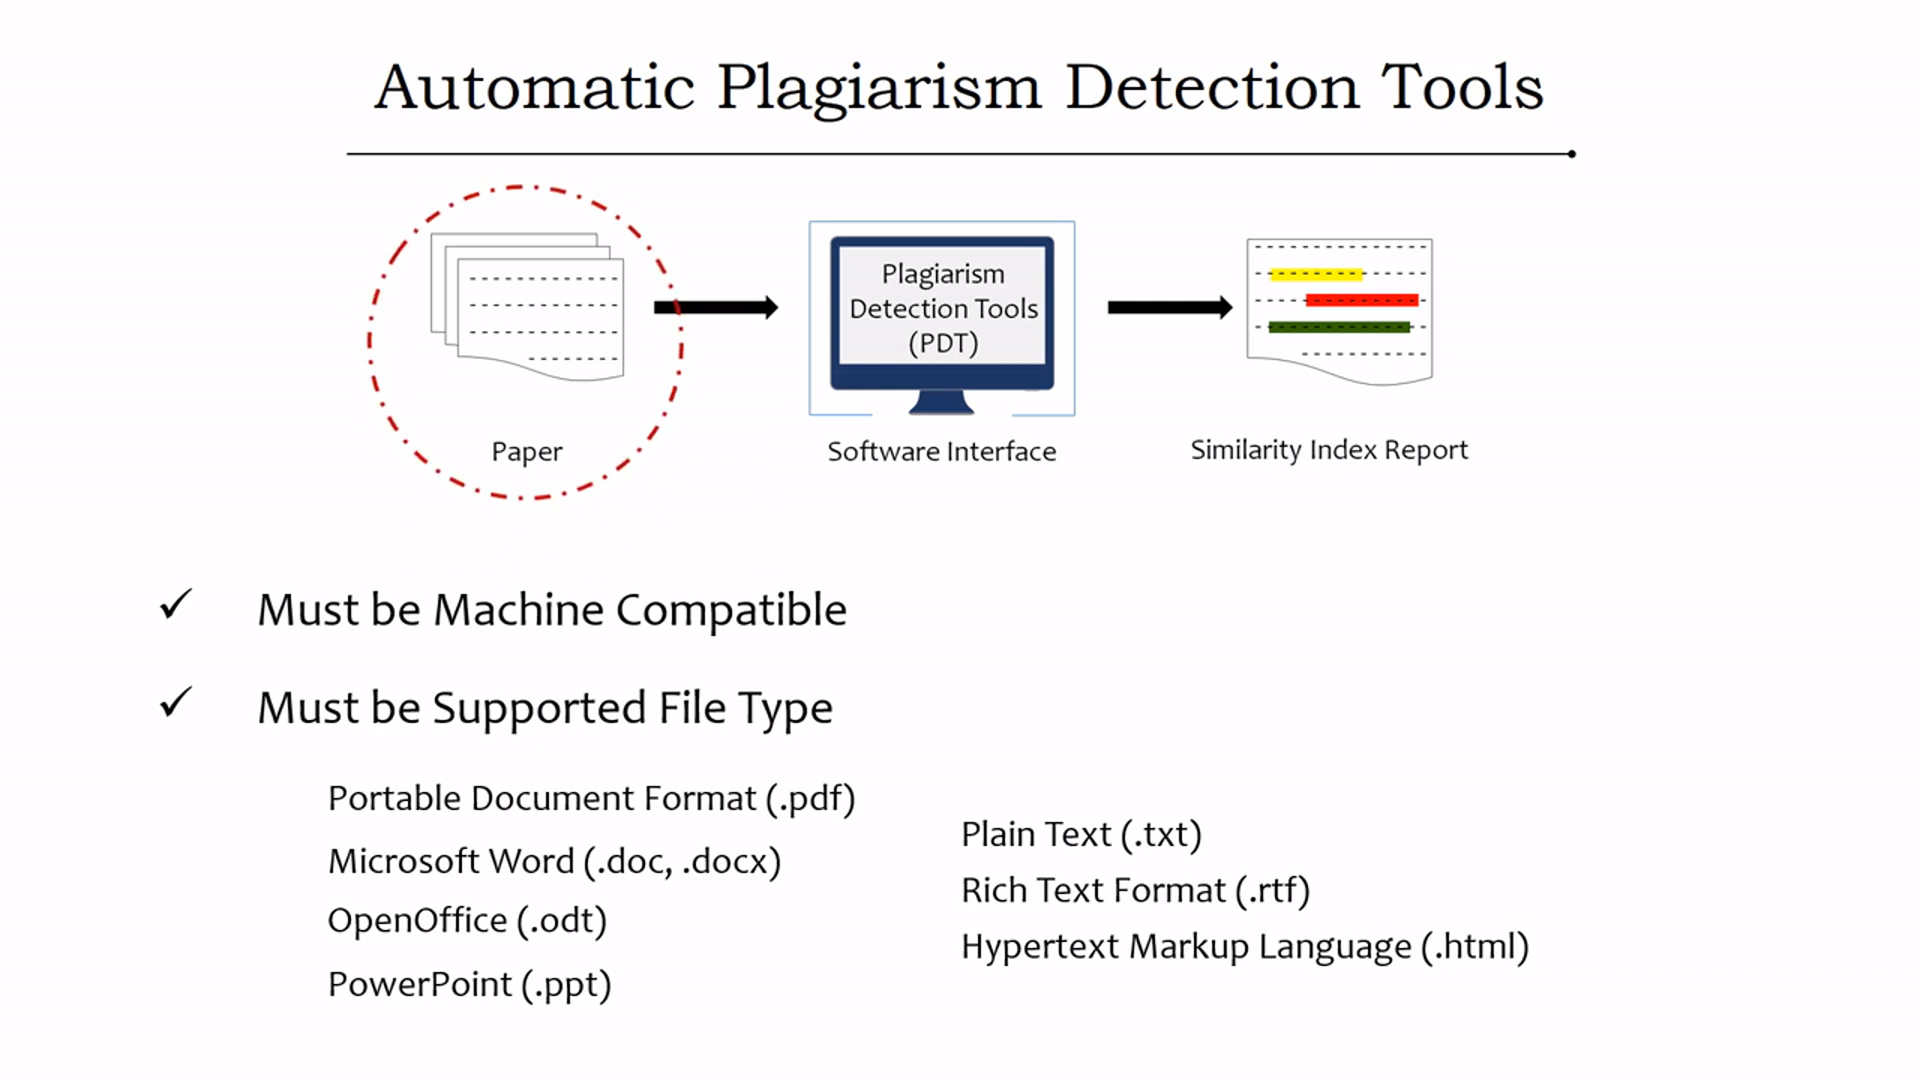 Automatic Plagiarism Detection Tools
Plagiarism
Detection Tools
(PDT)
Paper
Software Interface
Similarity Index Report
✓ Must be Machine Compatible
✓ Must be Supported File Type
Portable Document Format (.pdf)
Microsoft Word (.doc, .docx)
OpenOffice (.odt)
PowerPoint (.ppt)
Plain Text (.txt)
Rich Text Format (.rtf)
Hypertext Markup Language (.html)